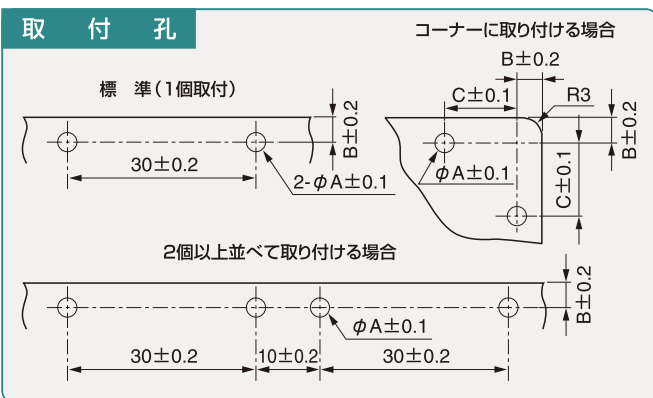 取 付 孔
標 準(1個取付)
B±0.2
30±0.2
2-φA±0.1
コーナーに取り付ける場合
B±0.2
C±0.1
R3
B±0.2
φA±0.1
C±0.1
2個以上並べて取り付ける場合
B±0.2
φA±0.1
30±0.2
10±0.2
30±0.2